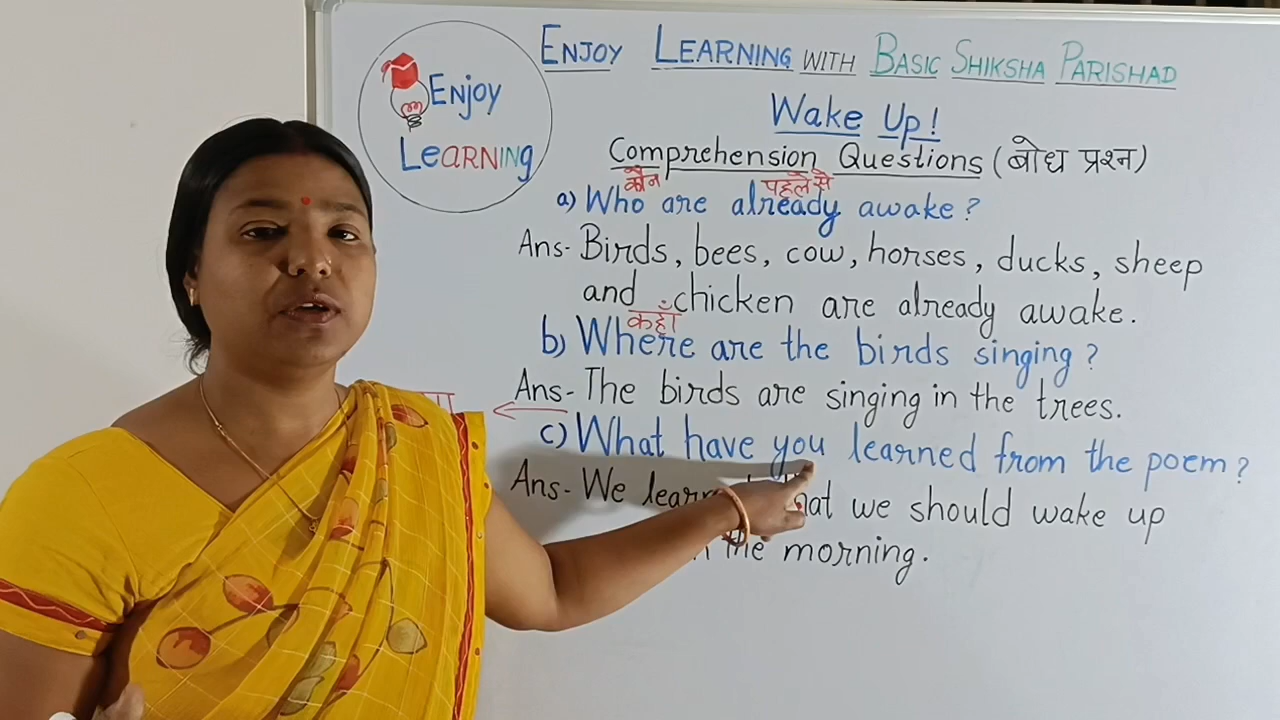 Enjoy Learning with Basic Shiksha Parishad
Enjoy
Learning
Wake Up!
Comprehension Questions (बोध प्रश्न)
कौन पहले से
a) Who are already awake?
Ans- Birds, bees, cow, horses, ducks, sheep
and chicken are already awake.
कहाँ
b) Where are the birds singing?
Ans- The birds are singing in the trees.
c) What have you learned from the poem?
Ans- We that we should wake up
the morning.